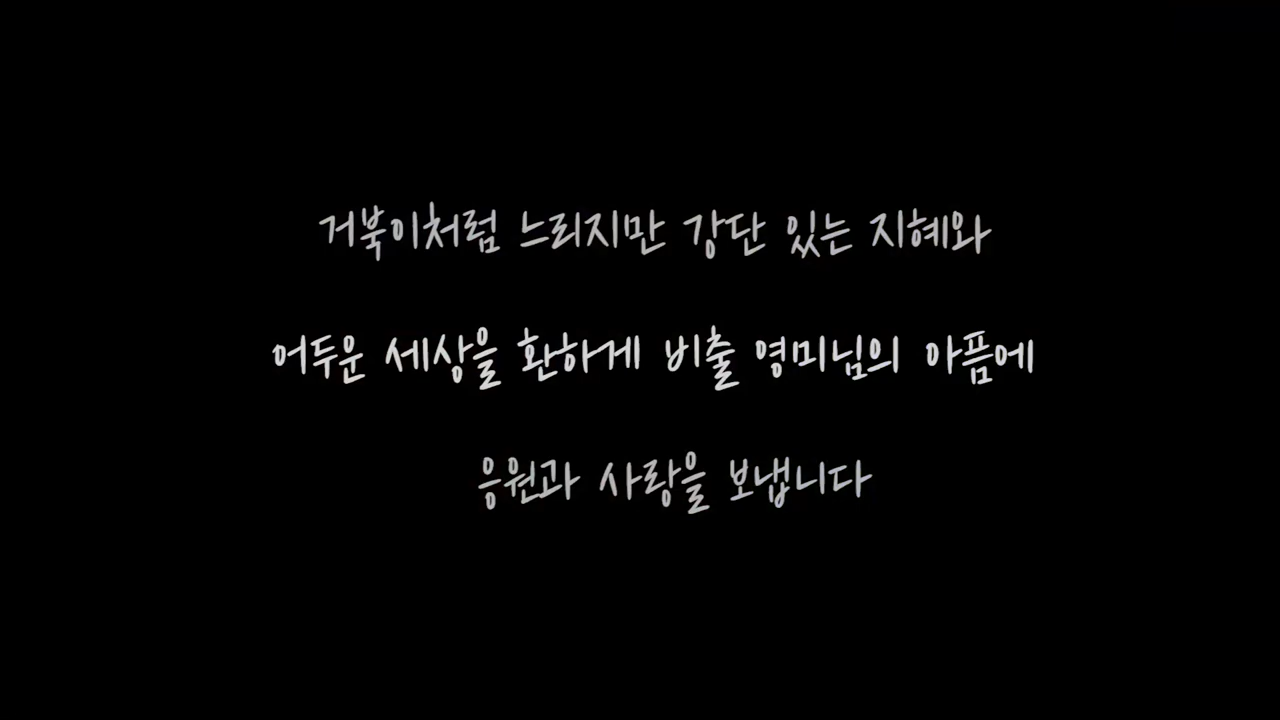 거북이처럼 느리지만 강단 있는 지혜와
어두운 세상을 환하게 비출 영미님의 아픔에
응원과 사랑을 보냅니다